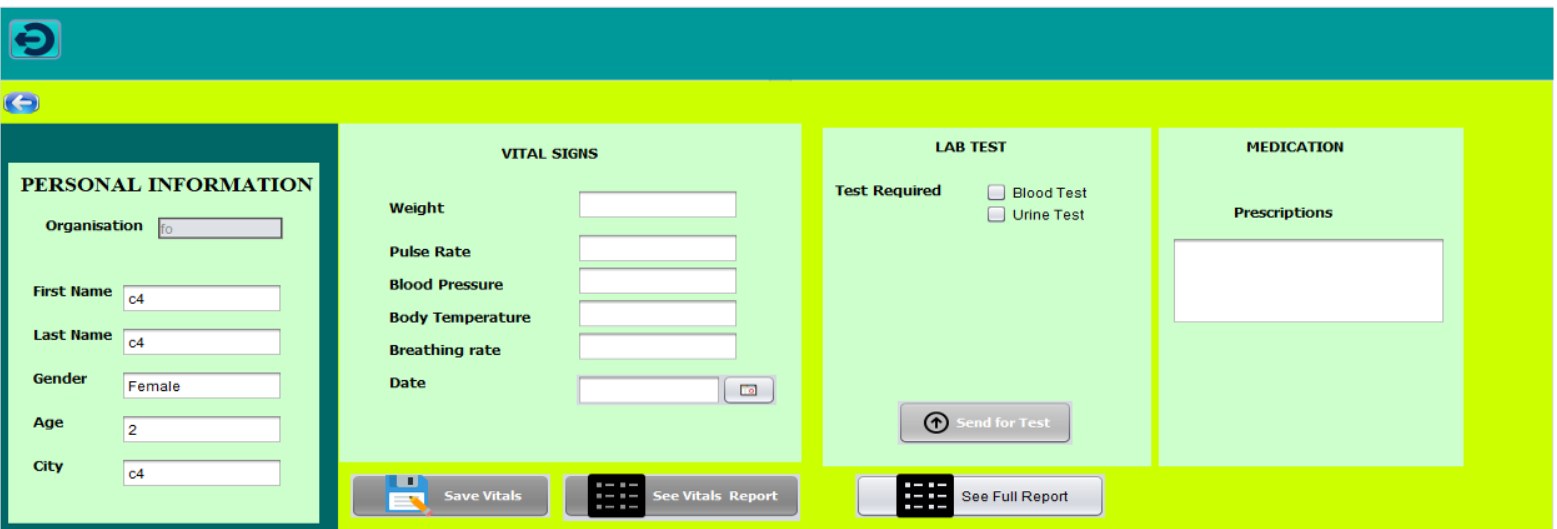 PERSONAL INFORMATION
Organisation fo
First Name c4
Last Name c4
Gender Female
Age 2
City c4
VITAL SIGNS
Weight
Pulse Rate
Blood Pressure
Body Temperature
Breathing rate
Date
Save Vitals
See Vitals Report
LAB TEST
Test Required
Blood Test
Urine Test
Send for Test
See Full Report
MEDICATION
Prescriptions